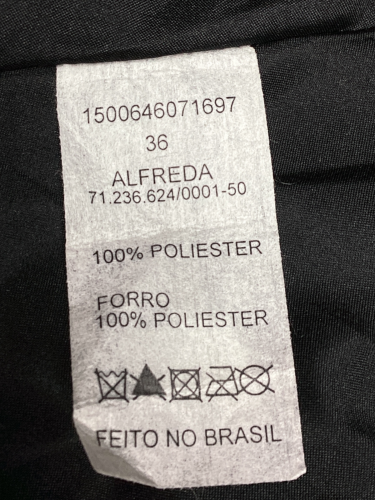 1500646071697
36
ALFREDA
71.236.624/0001-50
100% POLIESTER
FORRO
100% POLIESTER
FEITO NO BRASIL